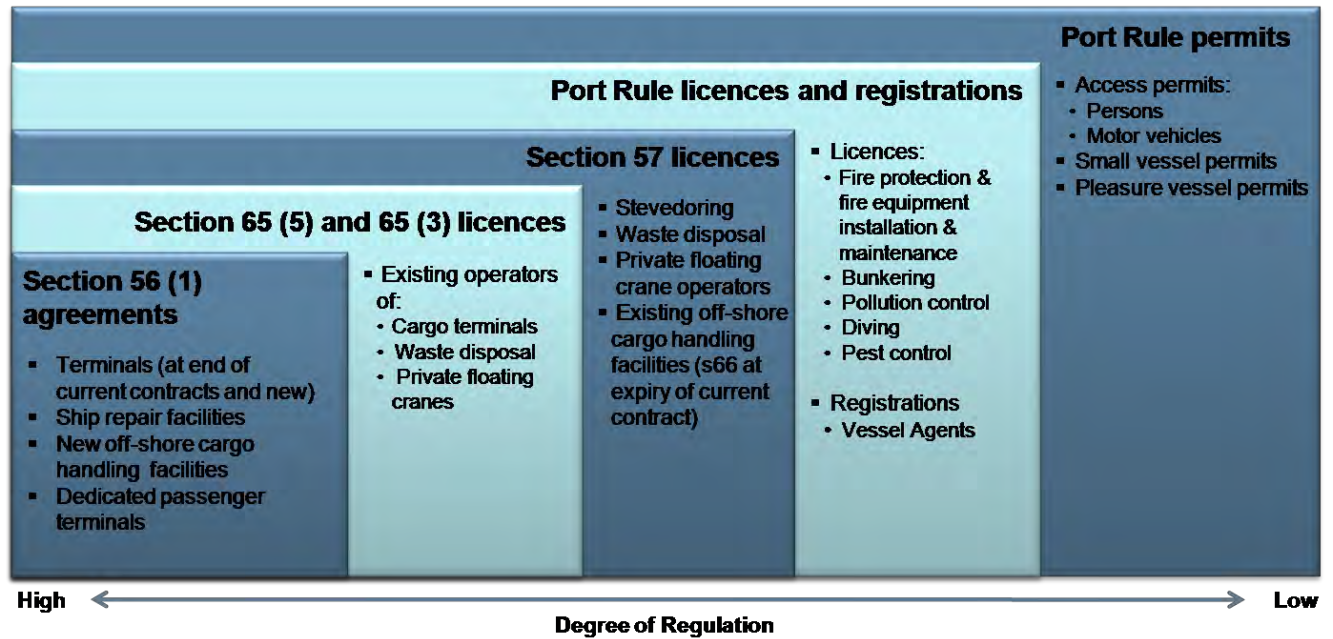 Port Rule permits
▪ Access permits:
• Persons
• Motor vehicles
▪ Small vessel permits
▪ Pleasure vessel permits
Port Rule licences and registrations
▪ Licences:
• Fire protection &
fire equipment
installation &
maintenance
• Bunkering
• Pollution control
• Diving
• Pest control
▪ Registrations
• Vessel Agents
Section 57 licences
▪ Stevedoring
▪ Waste disposal
▪ Private floating
crane operators
▪ Existing off-shore
cargo handling
facilities (s66 at
expiry of current
contract)
Section 65 (5) and 65 (3) licences
▪ Existing operators
of:
• Cargo terminals
• Waste disposal
• Private floating
cranes
Section 56 (1)
agreements
▪ Terminals (at end of
current contracts and new)
▪ Ship repair facilities
▪ New off-shore cargo
handling facilities
▪ Dedicated passenger
terminals
High
Low
Degree of Regulation